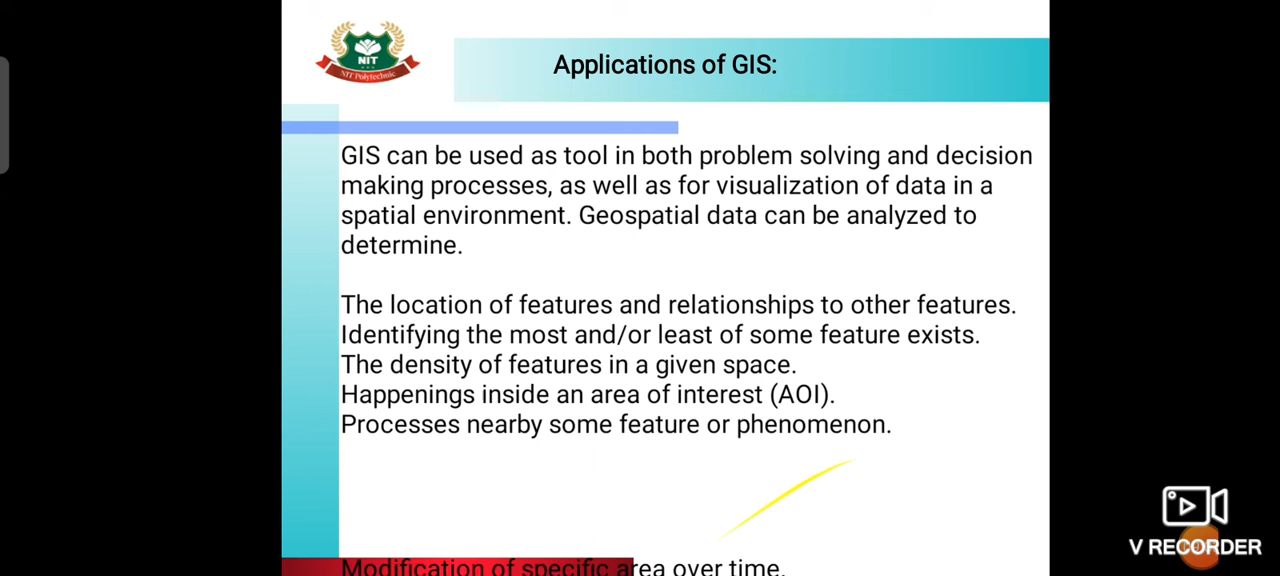 NIT
NIT Polytechnic
Applications of GIS:
GIS can be used as tool in both problem solving and decision
making processes, as well as for visualization of data in a
spatial environment. Geospatial data can be analyzed to
determine.
The location of features and relationships to other features.
Identifying the most and/or least of some feature exists.
The density of features in a given space.
Happenings inside an area of interest (AOI).
Processes nearby some feature or phenomenon.
Modification of specific area over time.
V RECORDER